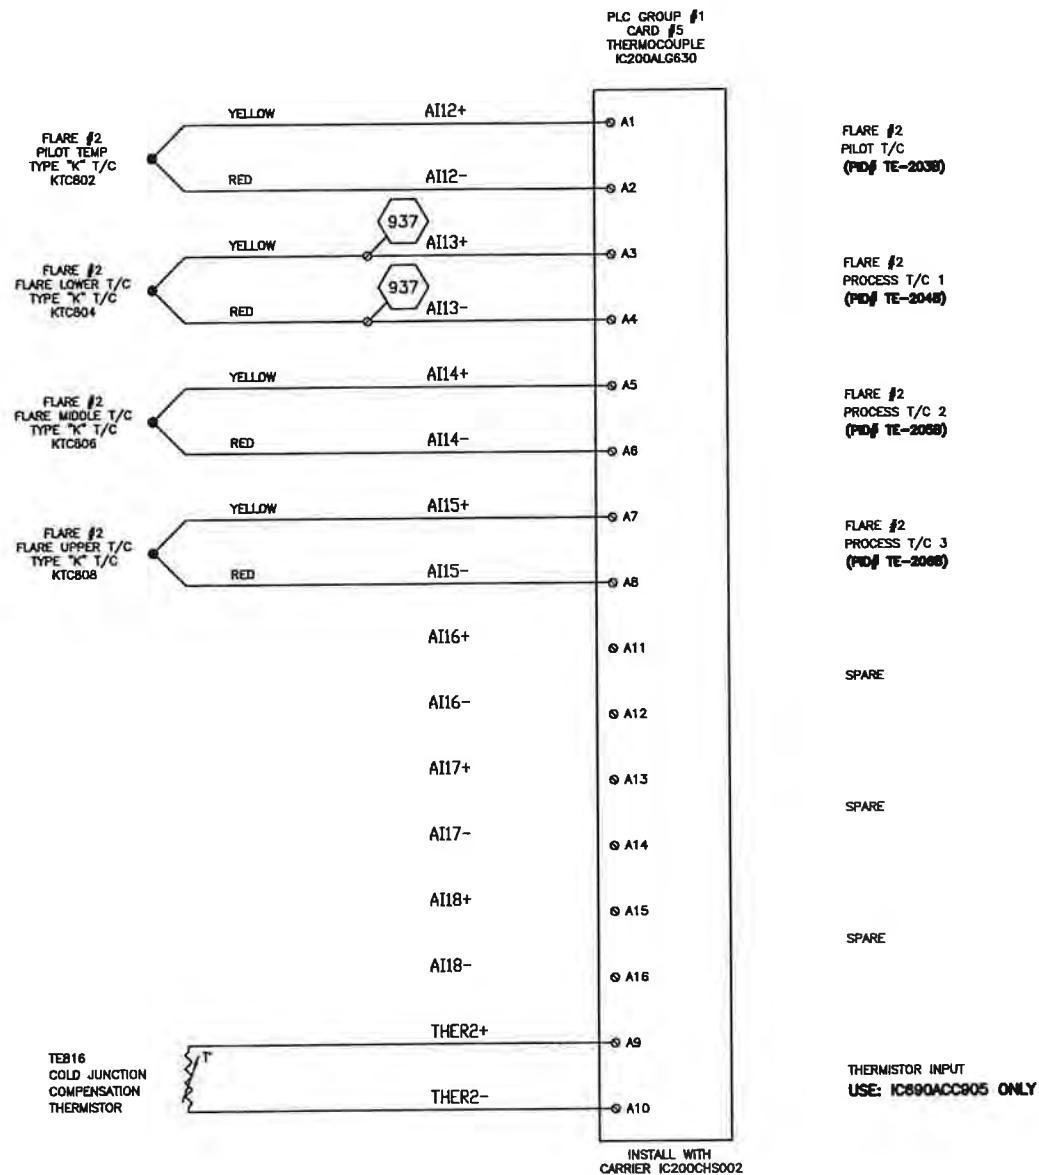 PLC GROUP #1
CARD #5
THERMOCOUPLE
IC200ALG630
FLARE #2
PILOT TEMP
TYPE "K" T/C
KTC802
YELLOW
AI12+
A1
RED
AI12-
A2
FLARE #2
PILOT T/C
(PID# TE-203B)
937
FLARE #2
FLARE LOWER T/C
TYPE "K" T/C
KTC804
YELLOW
AI13+
A3
937
RED
AI13-
A4
FLARE #2
PROCESS T/C 1
(PID# TE-204B)
FLARE #2
FLARE MIDDLE T/C
TYPE "K" T/C
KTC806
YELLOW
AI14+
A5
RED
AI14-
A6
FLARE #2
PROCESS T/C 2
(PID# TE-205B)
FLARE #2
FLARE UPPER T/C
TYPE "K" T/C
KTC808
YELLOW
AI15+
A7
RED
AI15-
A8
FLARE #2
PROCESS T/C 3
(PID# TE-206B)
AI16+
A11
SPARE
AI16-
A12
AI17+
A13
SPARE
AI17-
A14
AI18+
A15
SPARE
AI18-
A16
TE816
COLD JUNCTION
COMPENSATION
THERMISTOR
T°
THER2+
A9
THER2-
A10
THERMISTOR INPUT
USE: IC690ACC905 ONLY
INSTALL WITH
CARRIER IC200CHS002